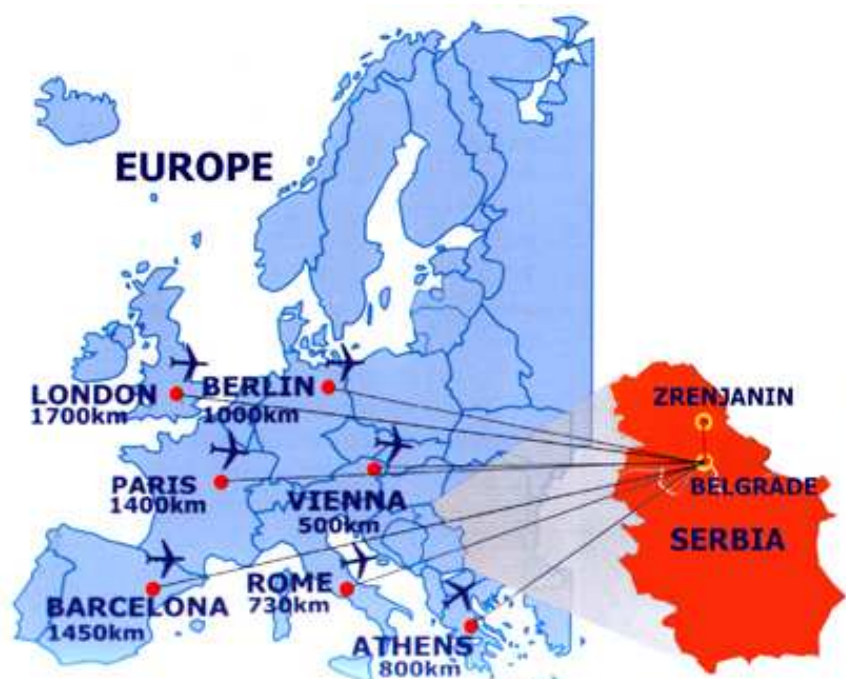 EUROPE
LONDON
1700km
BERLIN
1000km
ZRENJANIN
PARIS
1400km
VIENNA
500km
BELGRADE
SERBIA
BARCELONA
1450km
ROME
730km
ATHENS
800km